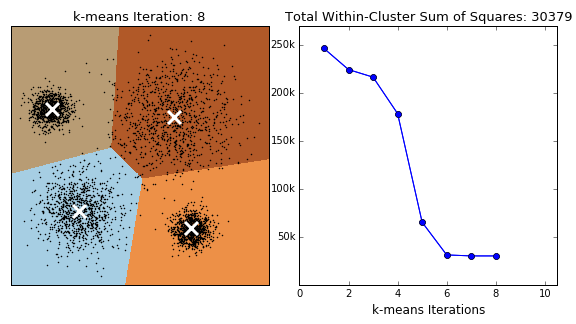 k-means Iteration: 8
Total Within-Cluster Sum of Squares: 30379
250k
200k
150k
100k
50k
0 2 4 6 8 10
k-means Iterations